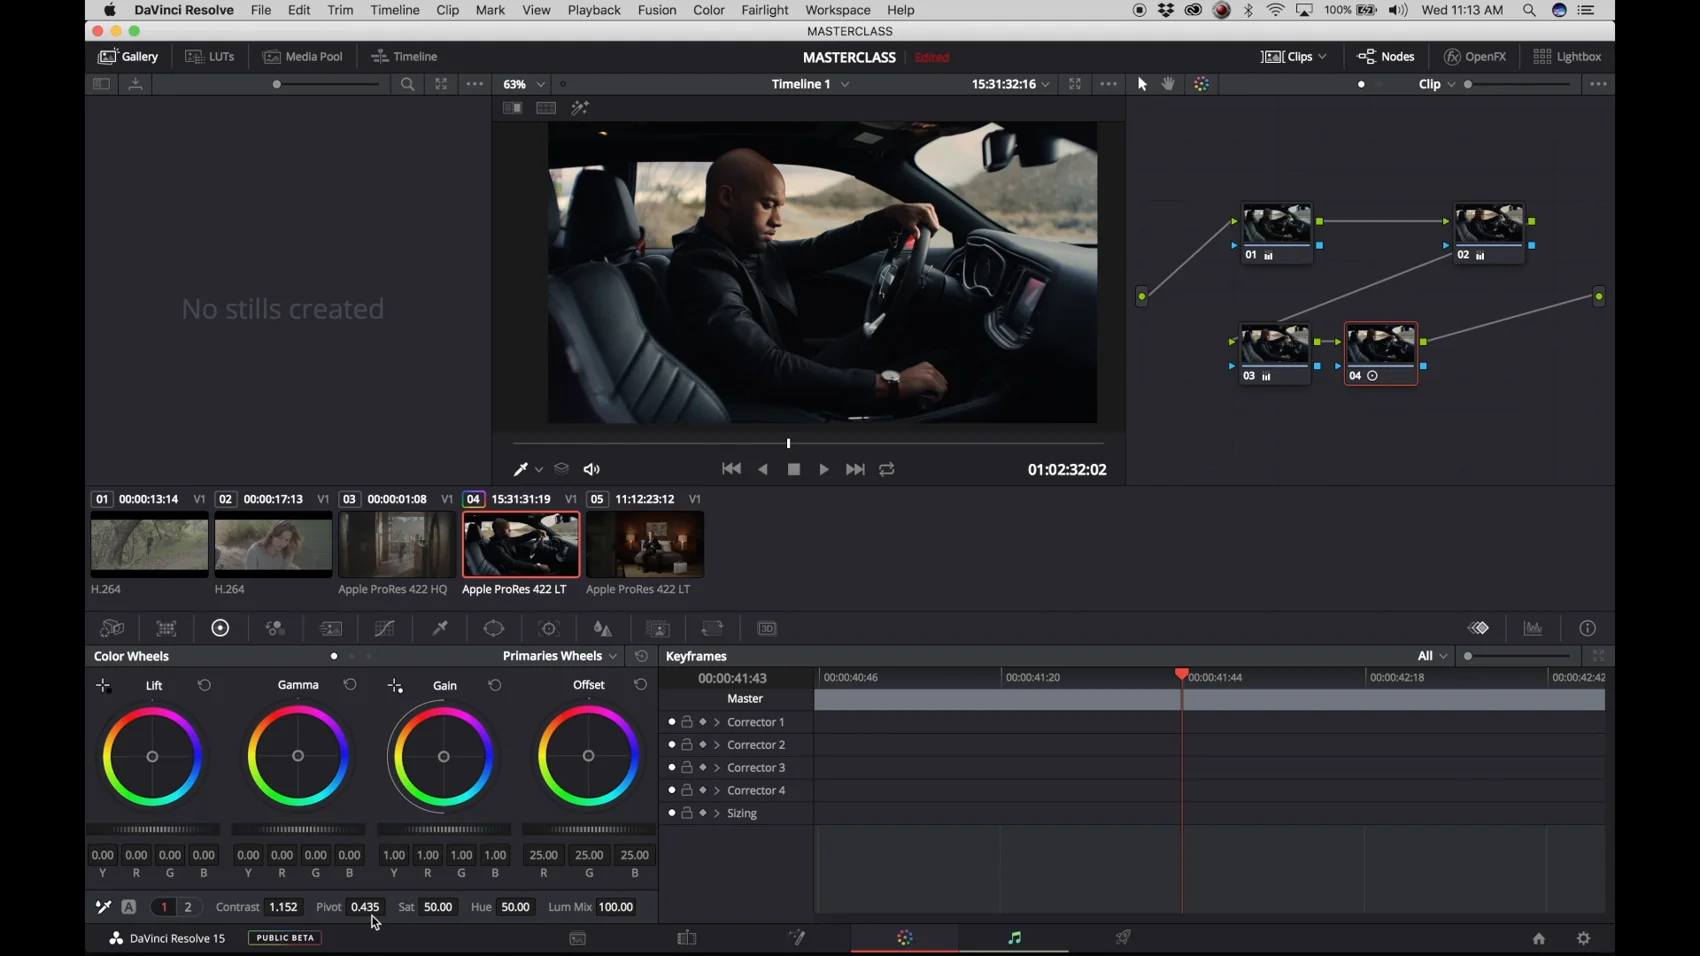 DaVinci Resolve File Edit Trim Timeline Clip Mark View Playback Fusion Color Fairlight Workspace Help 100% Wed 11:13 AM
MASTERCLASS
Gallery LUTs Media Pool Timeline MASTERCLASS Edited Clips Nodes OpenFX Lightbox
63% Timeline 1 15:31:32:16 Clip
No stills created
01 02
03 04
01:02:32:02
01 00:00:13:14 V1 02 00:00:17:13 V1 03 00:00:01:08 V1 04 15:31:31:19 V1 05 11:12:23:12 V1
H.264 H.264 Apple ProRes 422 HQ Apple ProRes 422 LT Apple ProRes 422 LT
3D
Color Wheels Primaries Wheels Keyframes All
Lift Gamma Gain Offset
00:00:41:43 00:00:40:46 00:00:41:20 00:00:41:44 00:00:42:18 00:00:42:42
Master
Corrector 1
Corrector 2
Corrector 3
Corrector 4
Sizing
0.00 0.00 0.00 0.00 0.00 0.00 0.00 0.00 1.00 1.00 1.00 1.00 25.00 25.00 25.00
Y R G B Y R G B Y R G B R G B
A 1 2 Contrast 1.152 Pivot 0.435 Sat 50.00 Hue 50.00 Lum Mix 100.00
DaVinci Resolve 15 PUBLIC BETA